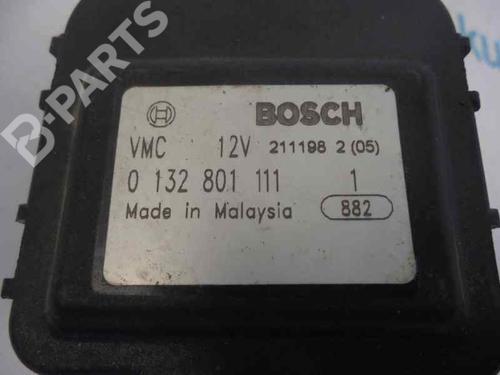 BOSCH
VMC 12V 211198 2 (05)
0 132 801 111 1
Made in Malaysia 882
B-PARTS